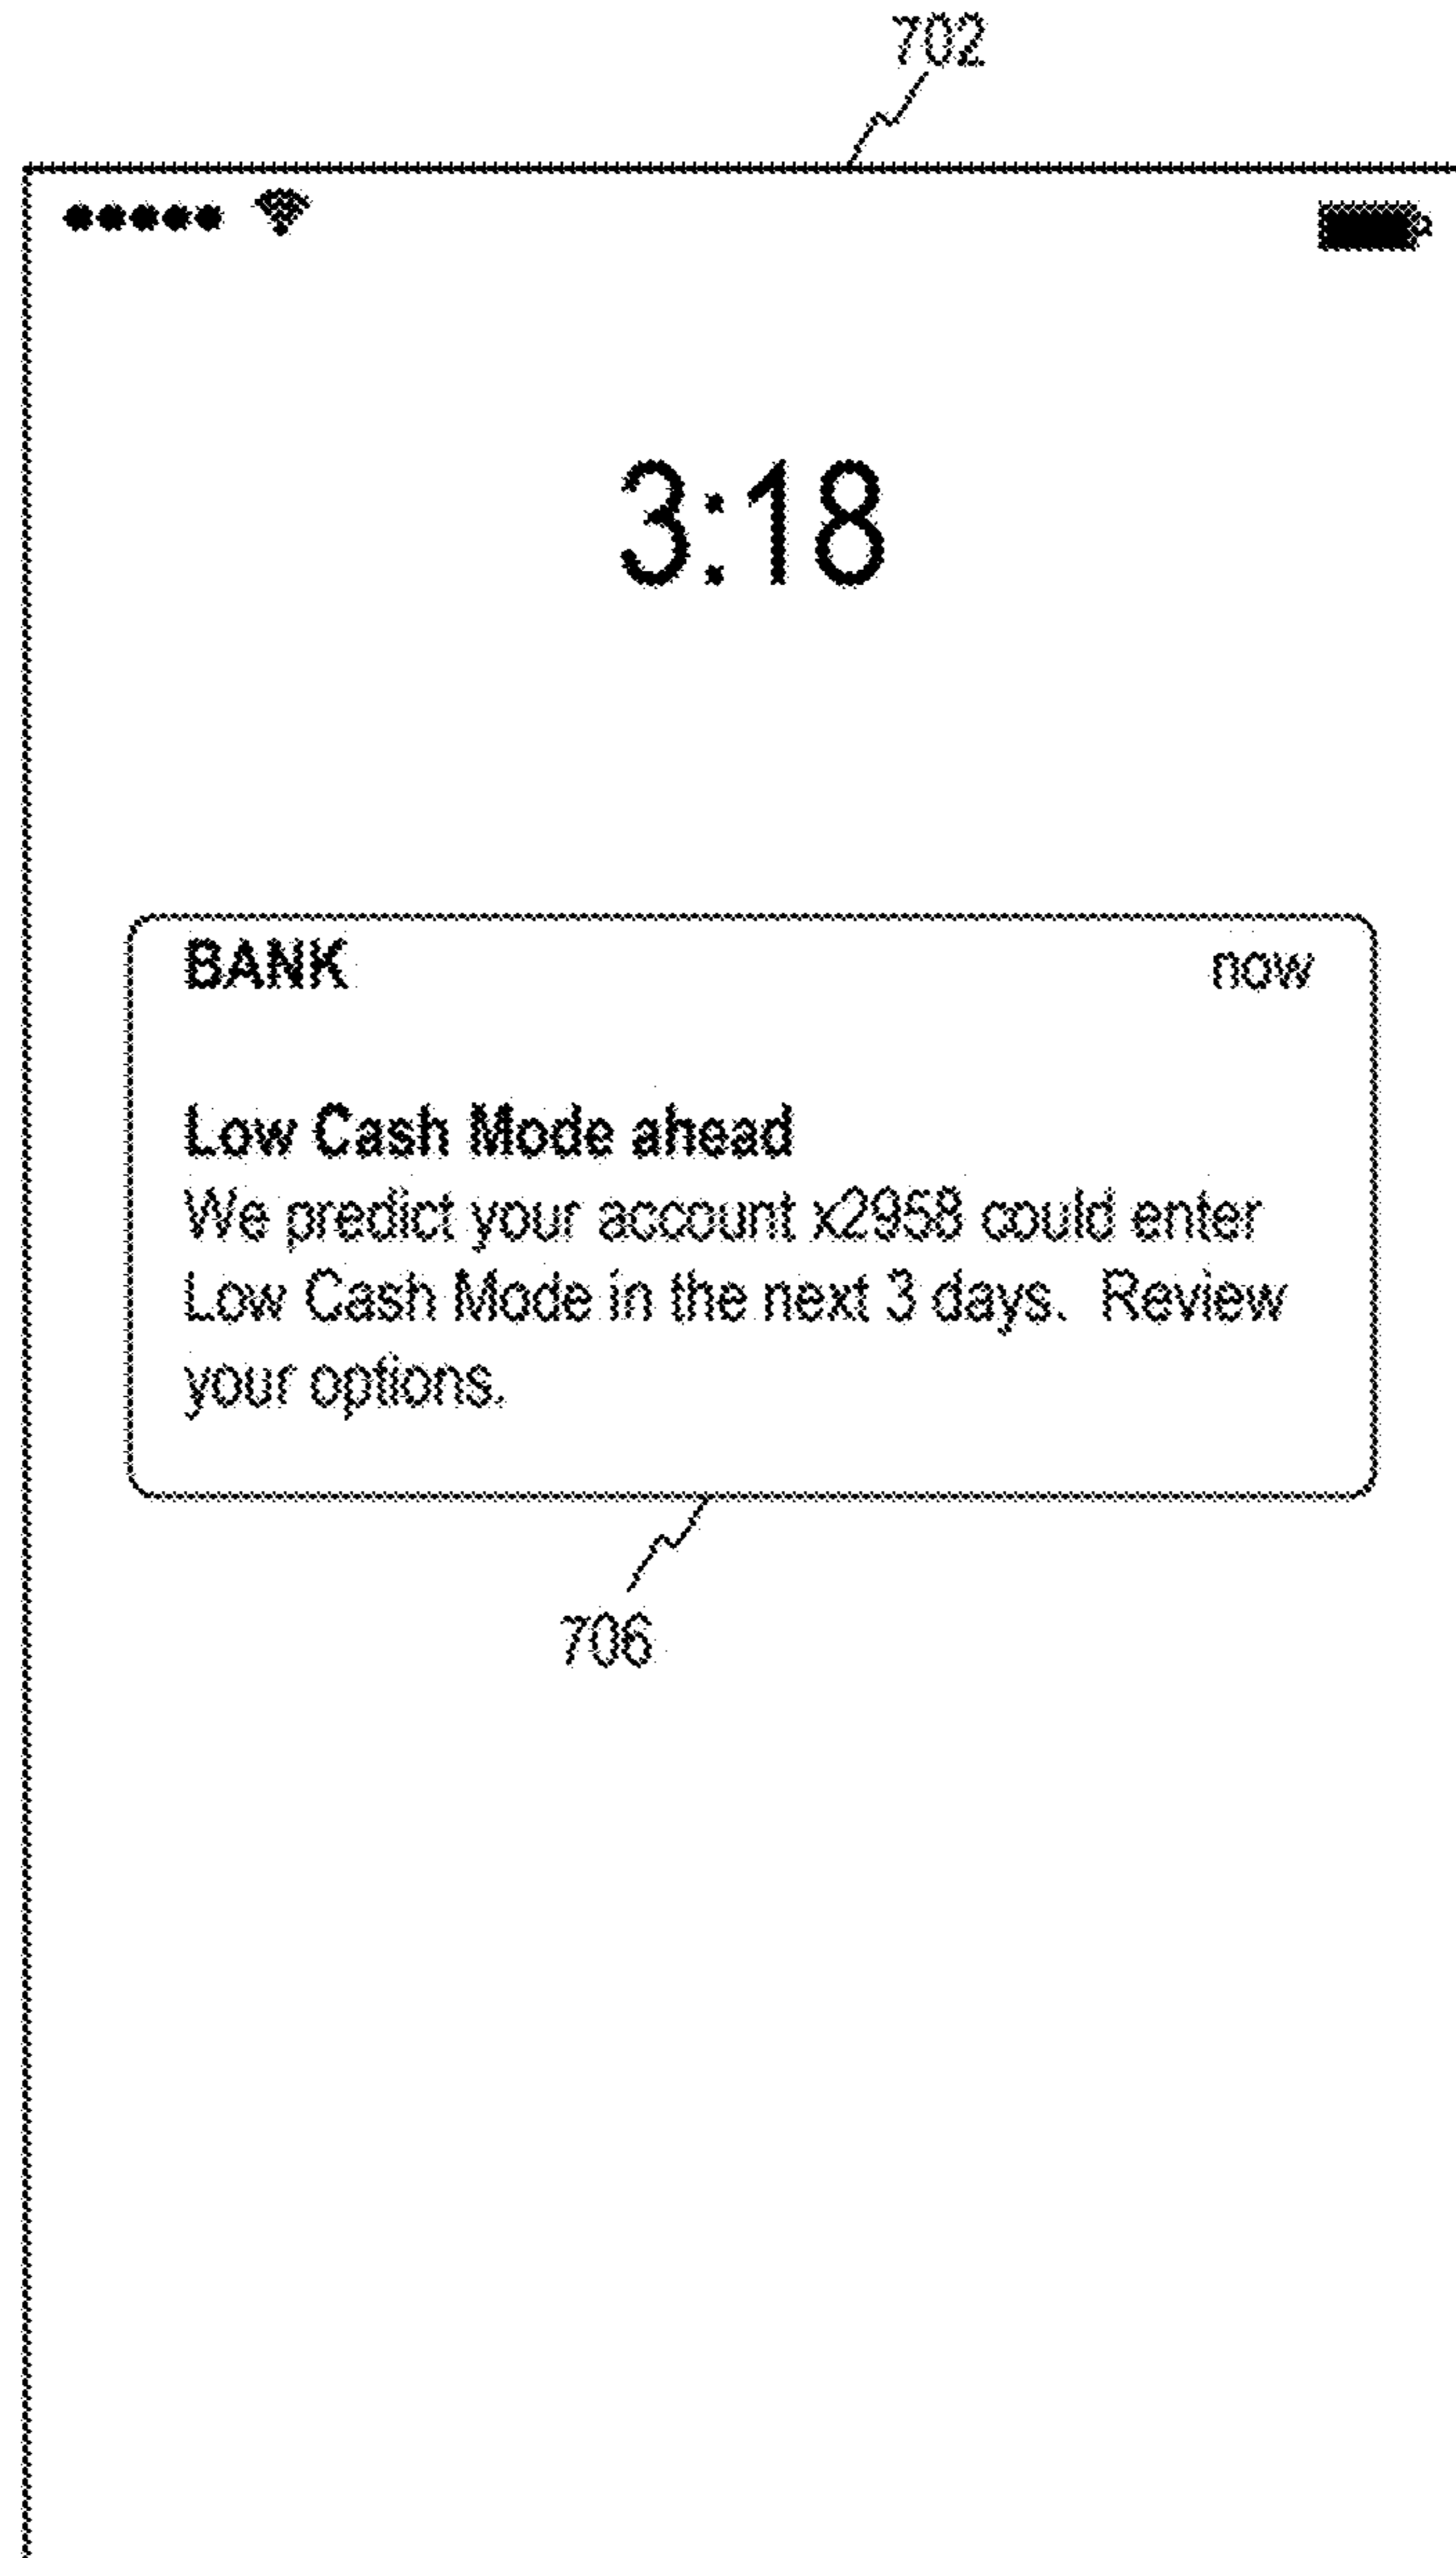 702
3:18
BANK now
Low Cash Mode ahead
We predict your account x2958 could enter
Low Cash Mode in the next 3 days. Review
your options.
706